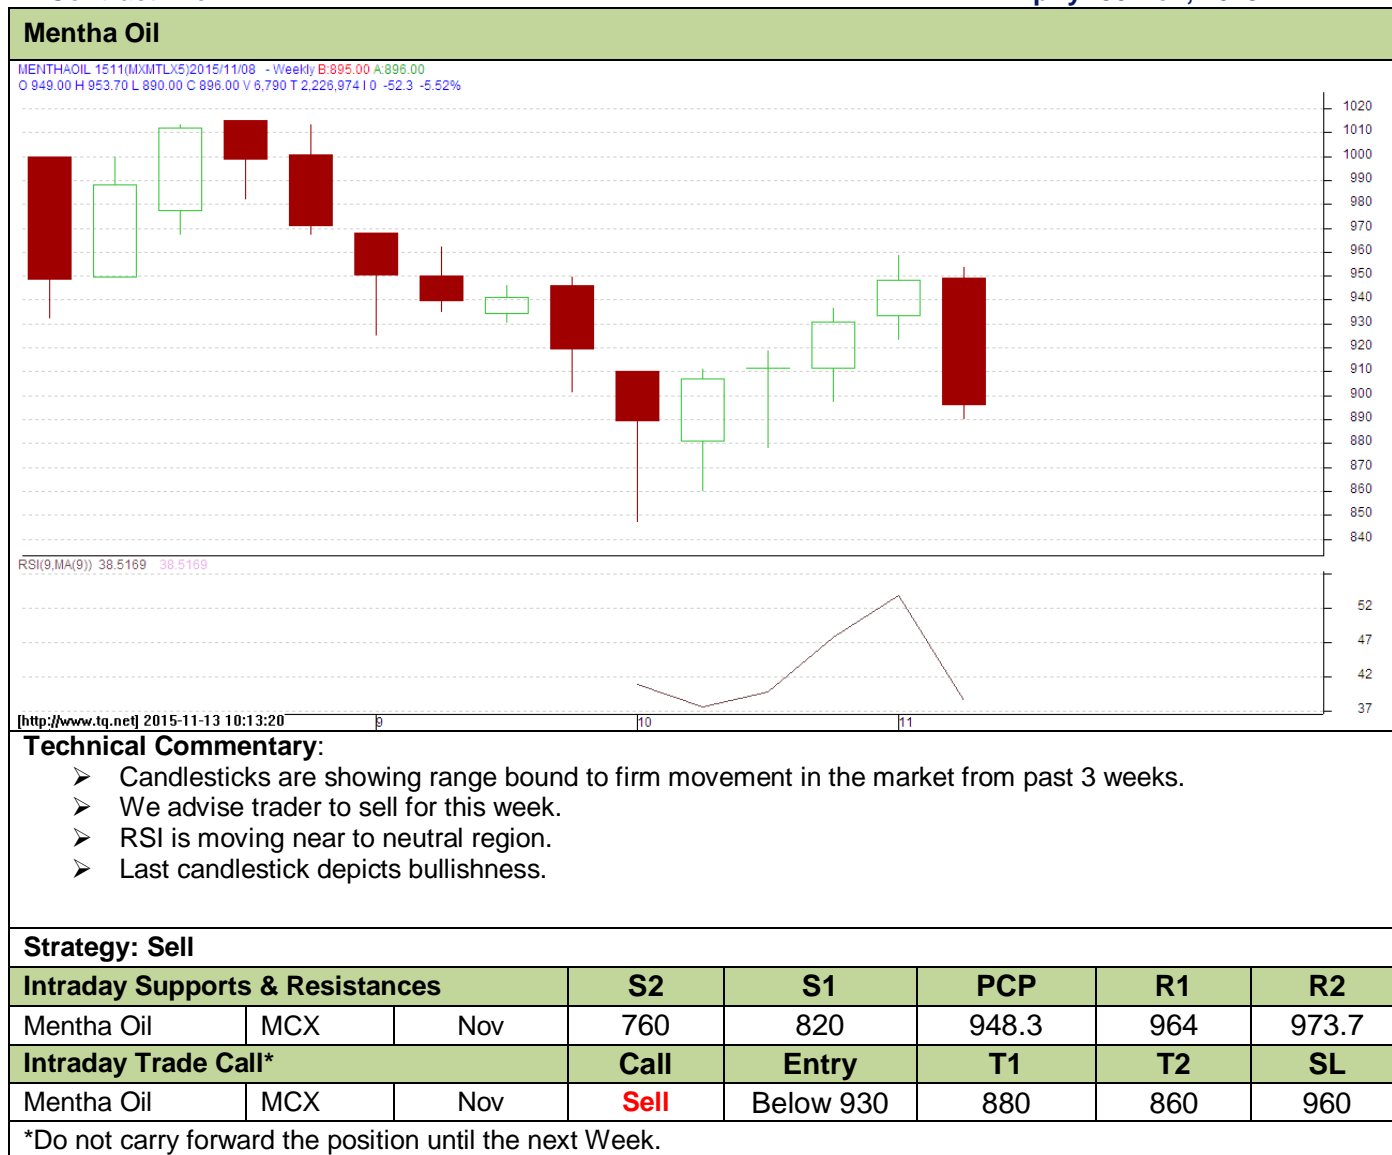 Mentha Oil
MENTHAOIL 1511(MXMTLX5)2015/11/08 - Weekly B:895.00 A:896.00
O 949.00 H 953.70 L 890.00 C 896.00 V 6,790 T 2,226,974 I 0 -52.3 -5.52%
1020
1010
1000
990
980
970
960
950
940
930
920
910
900
890
880
870
860
850
840
RSI(9,MA(9)) 38.5169 38.5169
52
47
42
37
[http://www.tq.net] 2015-11-13 10:13:20 9 10 11
Technical Commentary:
➢ Candlesticks are showing range bound to firm movement in the market from past 3 weeks.
➢ We advise trader to sell for this week.
➢ RSI is moving near to neutral region.
➢ Last candlestick depicts bullishness.
Strategy: Sell
Intraday Supports & Resistances S2 S1 PCP R1 R2
Mentha Oil MCX Nov 760 820 948.3 964 973.7
Intraday Trade Call* Call Entry T1 T2 SL
Mentha Oil MCX Nov Sell Below 930 880 860 960
*Do not carry forward the position until the next Week.